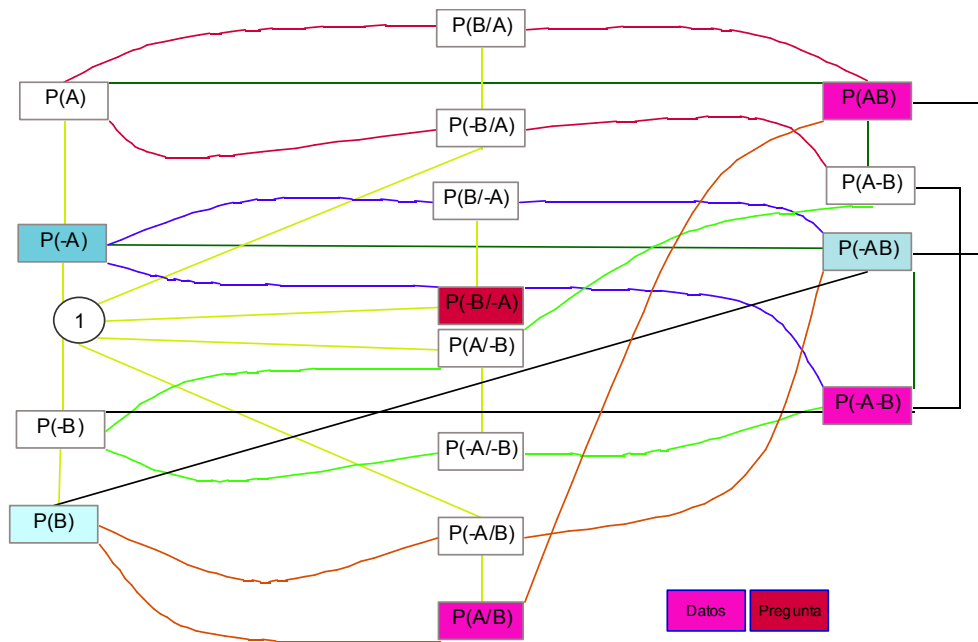 P(B/A)
P(A)
P(AB)
P(-B/A)
P(A-B)
P(B/-A)
P(-A)
P(-AB)
P(-B/-A)
1
P(A/-B)
P(-A-B)
P(-B)
P(-A/-B)
P(B)
P(-A/B)
P(A/B)
Datos
Pregunta